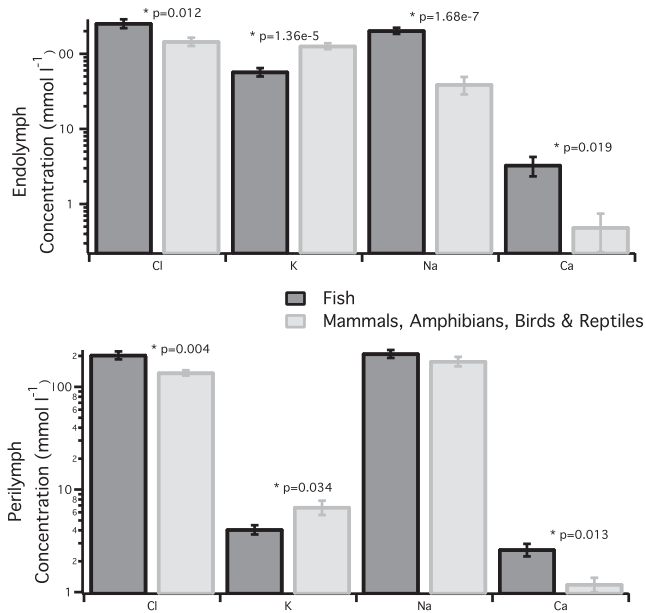 * p=0.012
* p=1.36e-5
* p=1.68e-7
* p=0.019
Endolymph
Concentration (mmol l-1)
00
10
1
Cl
K
Na
Ca
Fish
Mammals, Amphibians, Birds & Reptiles
* p=0.004
* p=0.034
* p=0.013
Perilymph
Concentration (mmol l-1)
2
100
8
6
4
2
10
8
6
4
2
1
Cl
K
Na
Ca